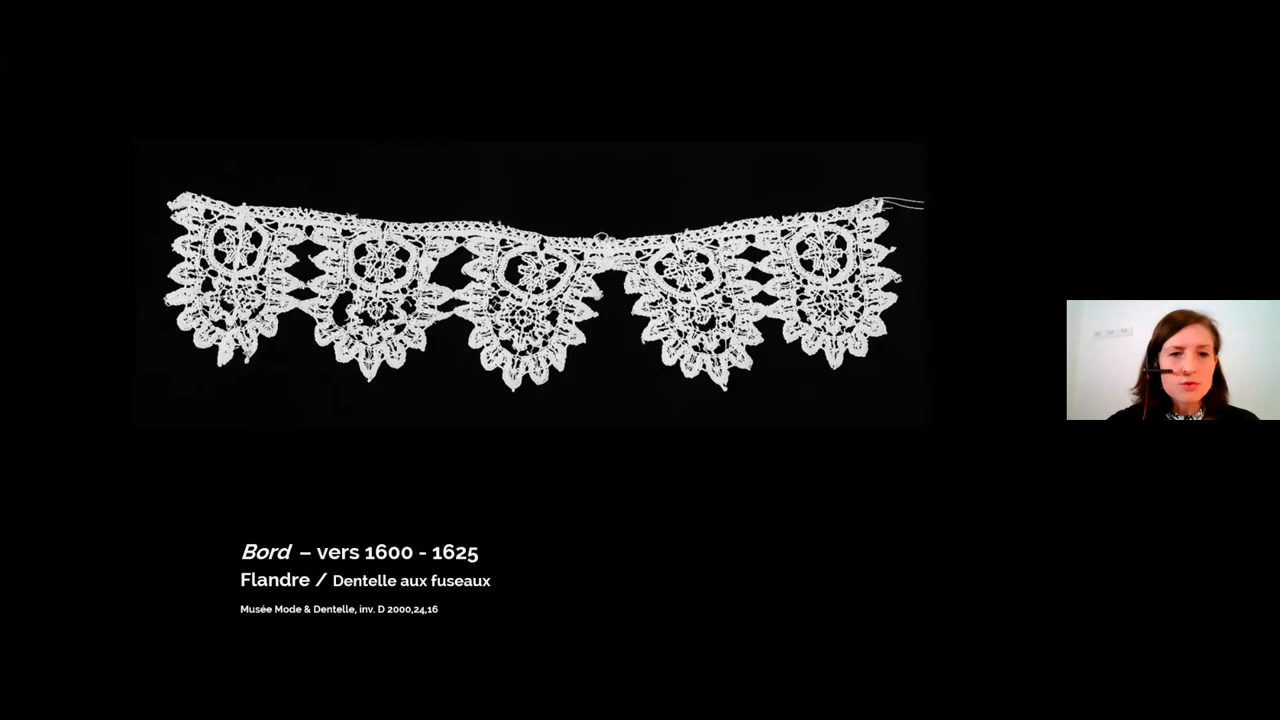 Bord – vers 1600 - 1625
Flandre / Dentelle aux fuseaux
Musée Mode & Dentelle, inv. D 2000,24,16